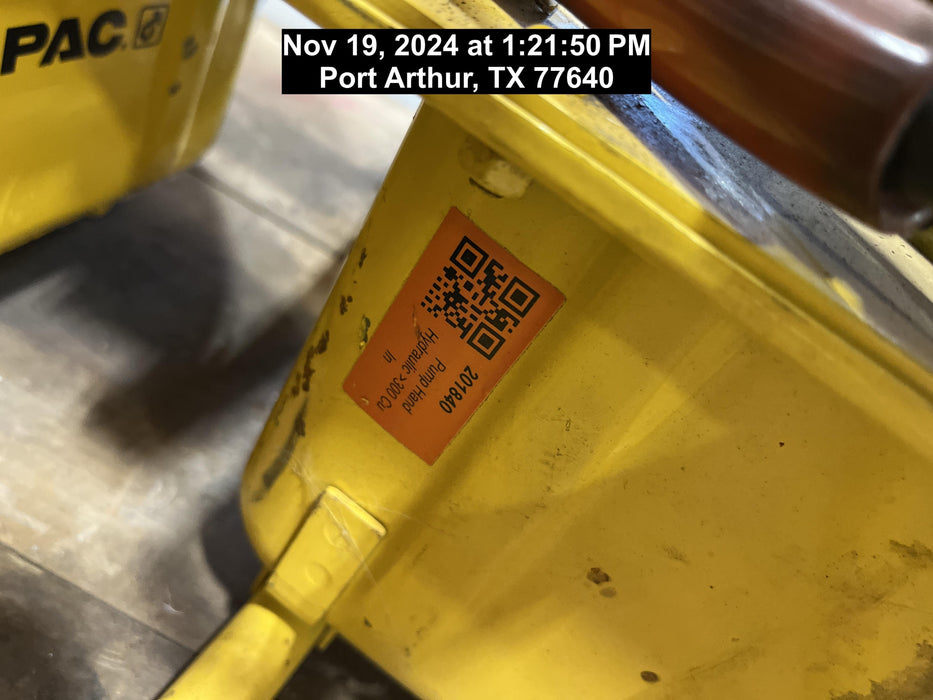 PAC.
Nov 19, 2024 at 1:21:50 PM
Port Arthur, TX 77640
201840
Pump Hand
Hydraulic >300 Cu
In